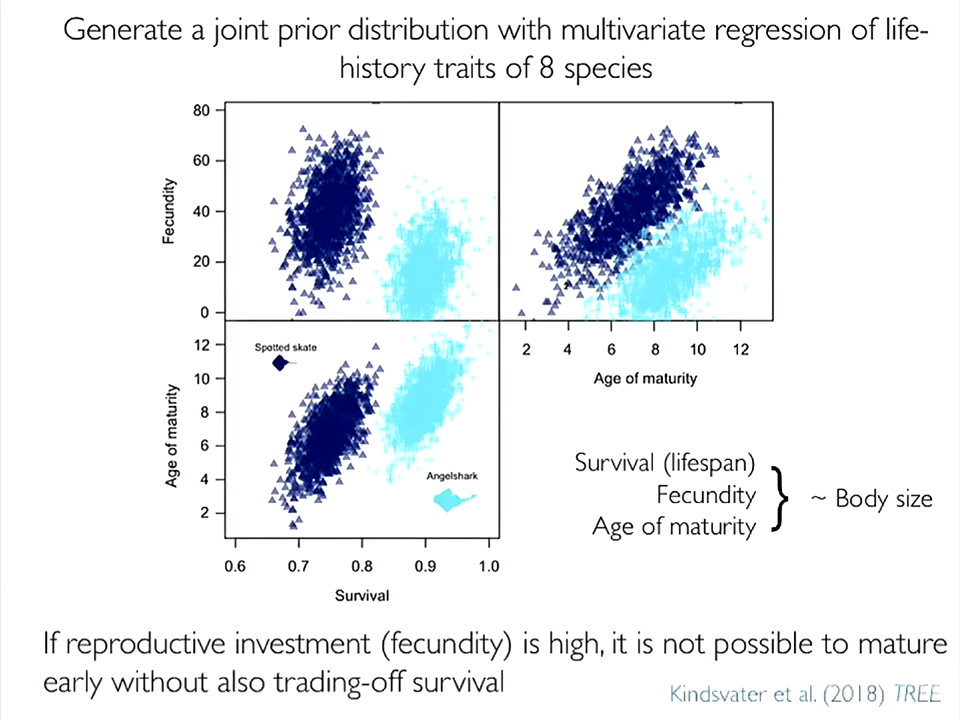 Generate a joint prior distribution with multivariate regression of life-
history traits of 8 species
80
60
40
20
0
Fecundity
2 4 6 8 10 12
Age of maturity
12
10
8
6
4
2
Age of maturity
Spotted skate
Angelshark
0.6 0.7 0.8 0.9 1.0
Survival
Survival (lifespan)
Fecundity
Age of maturity
} ~ Body size
If reproductive investment (fecundity) is high, it is not possible to mature
early without also trading-off survival
Kindsvater et al. (2018) TREE